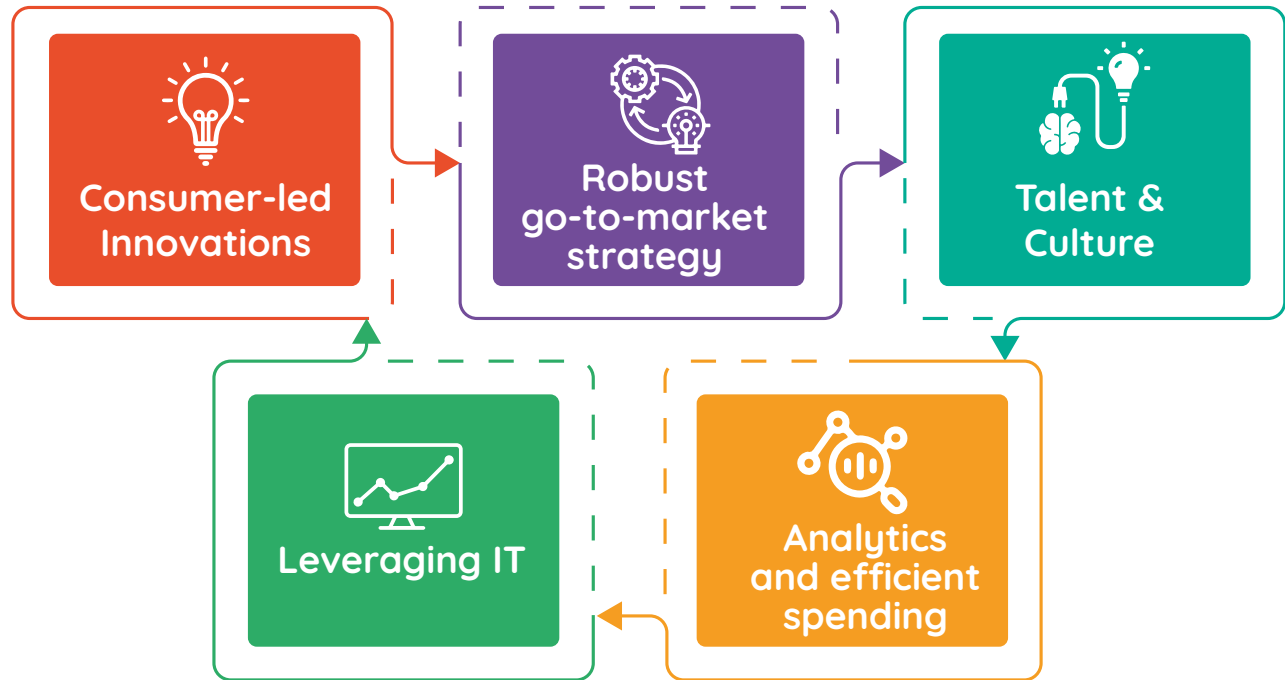 Consumer-led
Innovations
Robust
go-to-market
strategy
Talent &
Culture
Leveraging IT
Analytics
and efficient
spending